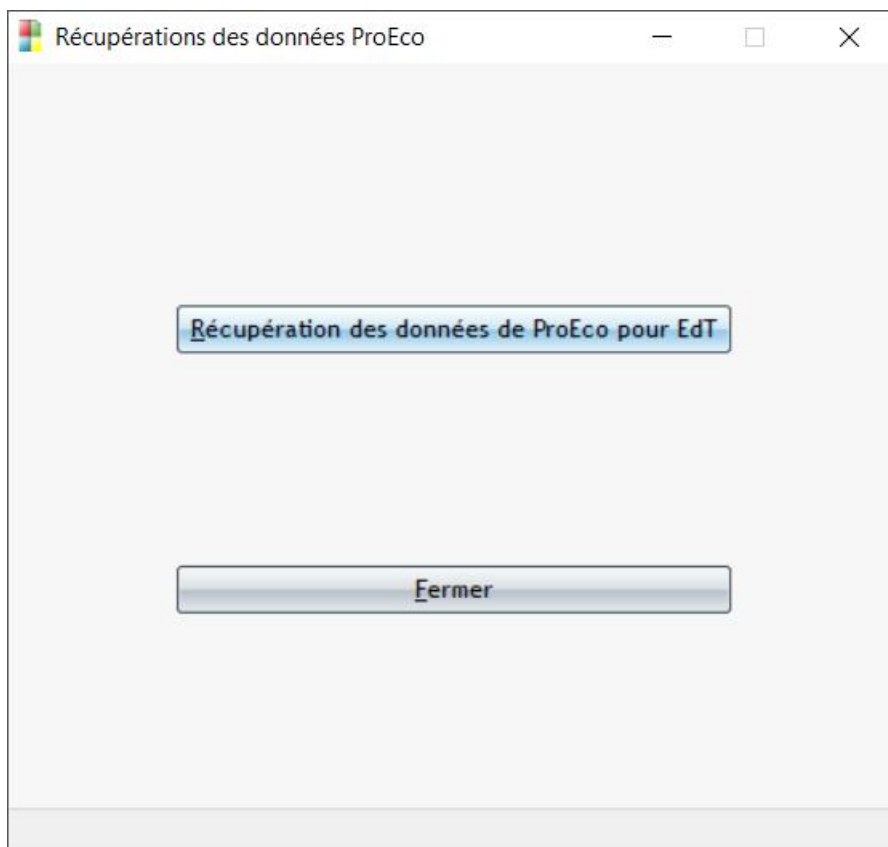 Récupérations des données ProEco
Récupération des données de ProEco pour EdT
Fermer